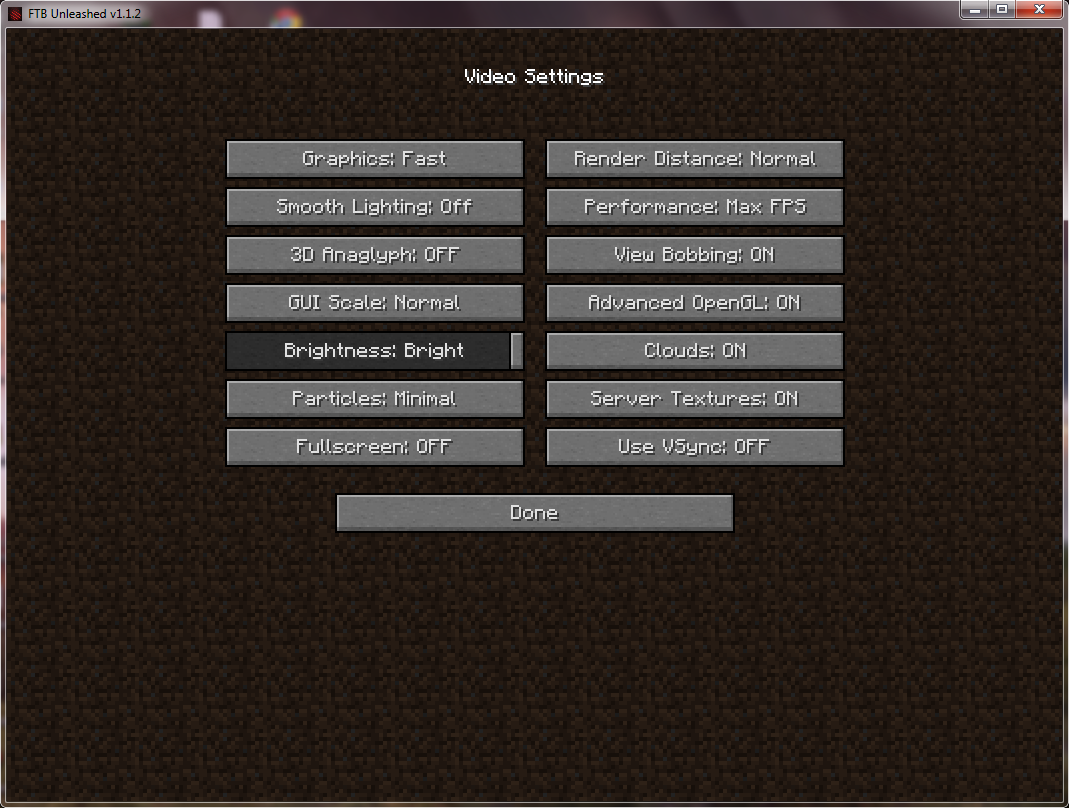 FTB Unleashed v1.1.2
Video Settings
Graphics: Fast
Render Distance: Normal
Smooth Lighting: Off
Performance: Max FPS
3D Anaglyph: OFF
View Bobbing: ON
GUI Scale: Normal
Advanced OpenGL: ON
Brightness: Bright
Clouds: ON
Particles: Minimal
Server Textures: ON
Fullscreen: OFF
Use VSync: OFF
Done